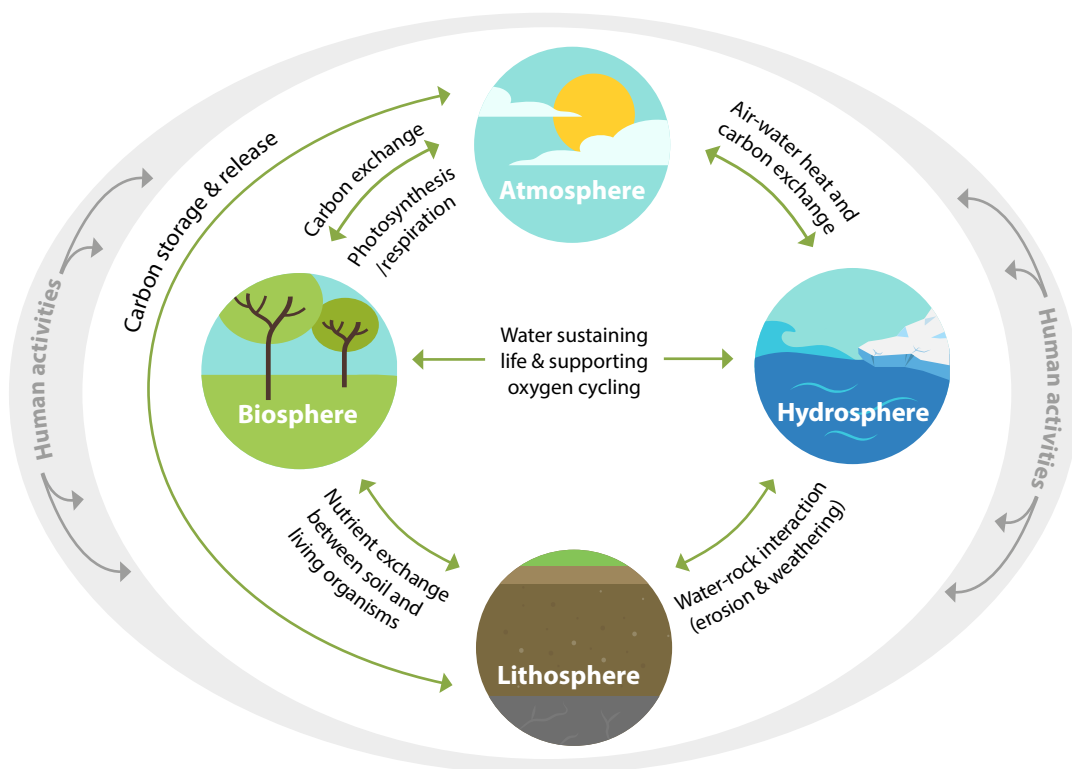 Atmosphere
Carbon storage & release
Carbon exchange
Photosynthesis
/respiration
Air-water heat and
carbon exchange
Human activities
Biosphere
Water sustaining
life & supporting
oxygen cycling
Hydrosphere
Human activities
Nutrient exchange
between soil and
living organisms
Water-rock interaction
(erosion & weathering)
Lithosphere